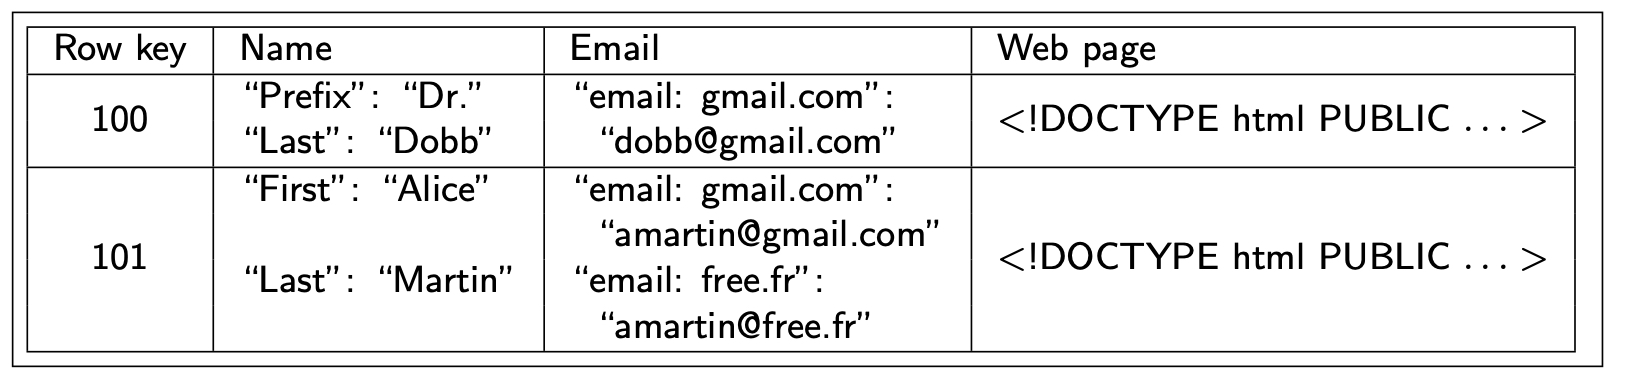 Row key Name Email Web page
100
“Prefix”: “Dr.”
“Last”: “Dobb”
“email: gmail.com”:
“dobb@gmail.com”
<!DOCTYPE html PUBLIC ...>
101
“First”: “Alice”
“Last”: “Martin”
“email: gmail.com”:
“amartin@gmail.com”
“email: free.fr”:
“amartin@free.fr”
<!DOCTYPE html PUBLIC ...>